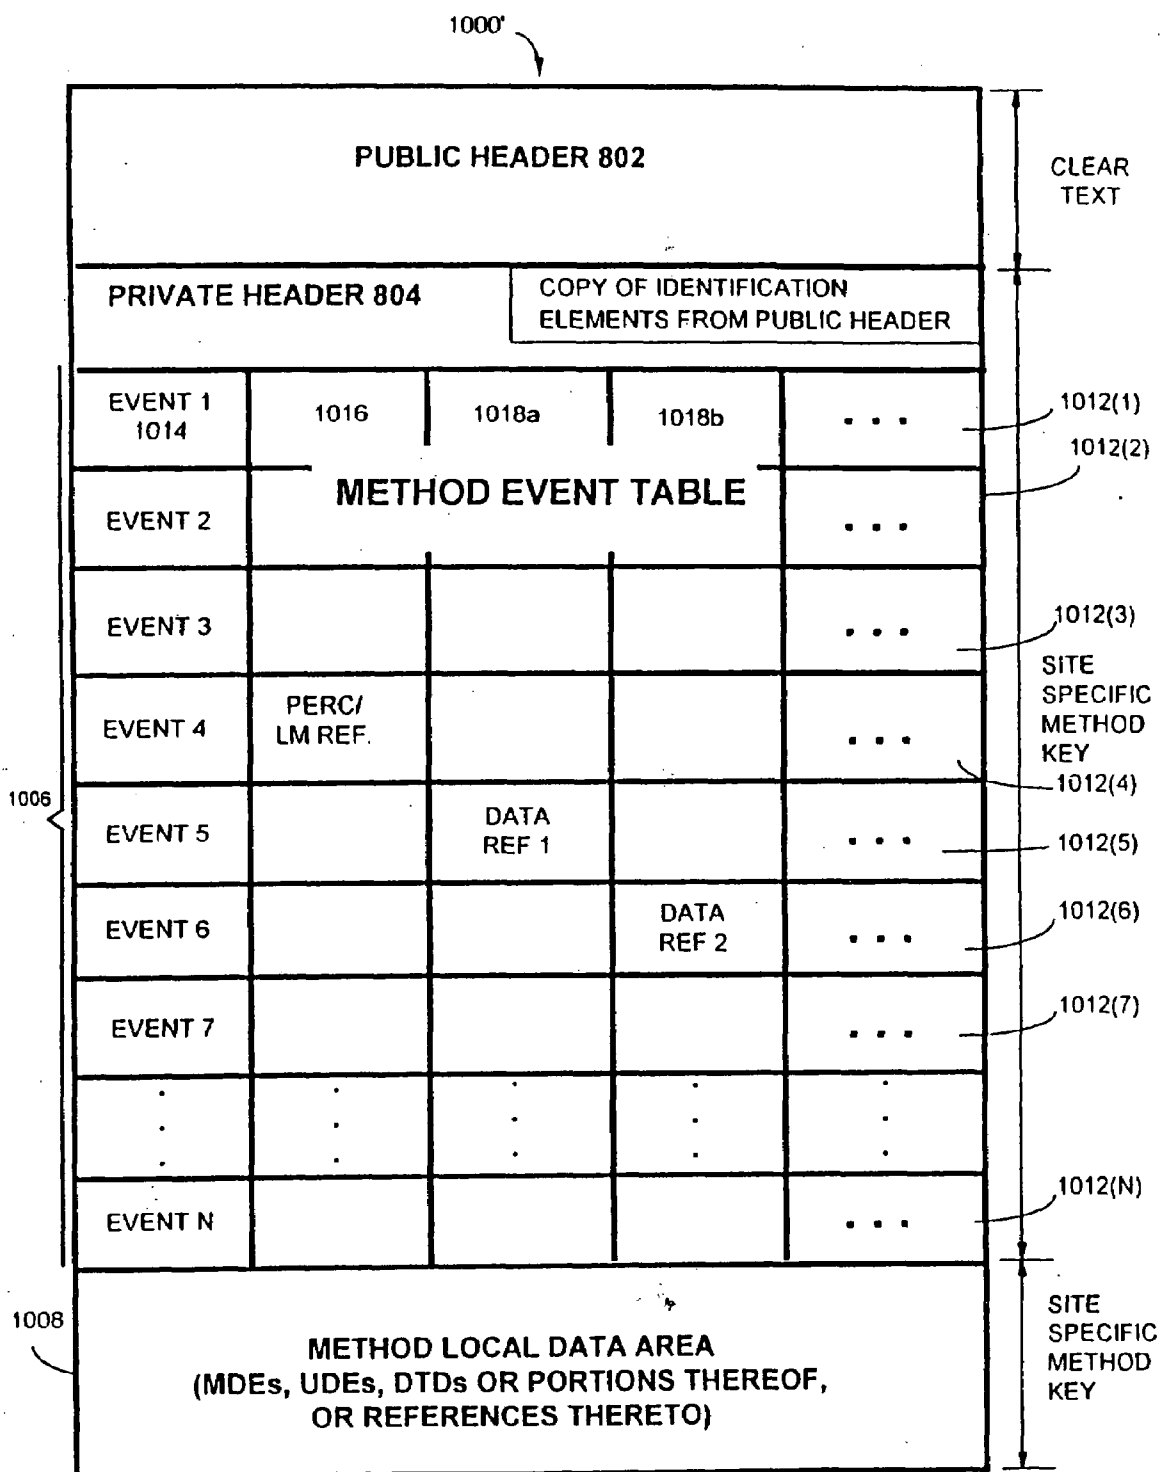 1000'
PUBLIC HEADER 802
CLEAR
TEXT
PRIVATE HEADER 804
COPY OF IDENTIFICATION
ELEMENTS FROM PUBLIC HEADER
EVENT 1
1014
1016
1018a
1018b
. . .
1012(1)
1012(2)
METHOD EVENT TABLE
EVENT 2
. . .
EVENT 3
. . .
1012(3)
SITE
SPECIFIC
METHOD
KEY
EVENT 4
PERC/
LM REF.
. . .
1012(4)
1006
EVENT 5
DATA
REF 1
. . .
1012(5)
EVENT 6
DATA
REF 2
. . .
1012(6)
EVENT 7
. . .
1012(7)
EVENT N
. . .
1012(N)
1008
METHOD LOCAL DATA AREA
(MDEs, UDEs, DTDs OR PORTIONS THEREOF,
OR REFERENCES THERETO)
SITE
SPECIFIC
METHOD
KEY